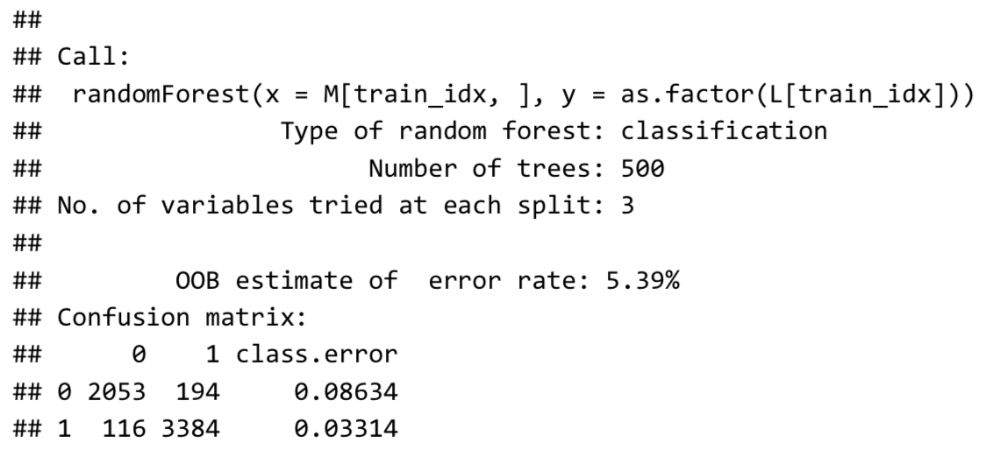 ##
## Call:
##  randomForest(x = M[train_idx, ], y = as.factor(L[train_idx]))
##                Type of random forest: classification
##                      Number of trees: 500
## No. of variables tried at each split: 3
##
##         OOB estimate of  error rate: 5.39%
## Confusion matrix:
##      0    1 class.error
## 0 2053  194     0.08634
## 1  116 3384     0.03314